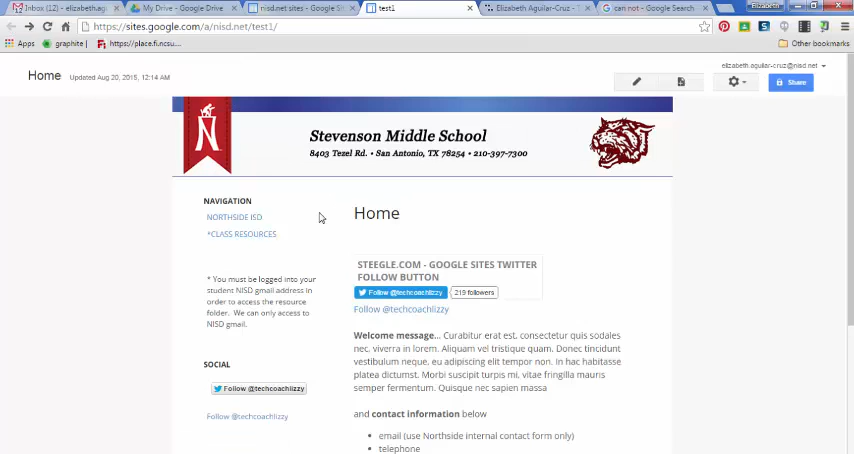 Inbox (12) - elizabeth.ag
My Drive - Google Drive
nisd.net sites - Google Si
test1
Elizabeth Aguilar-Cruz - T
can not - Google Search
Elizabeth
https://sites.google.com/a/nisd.net/test1/
Apps
graphite |
https://place.fi.ncsu...
Other bookmarks
elizabeth.aguilar-cruz@nisd.net
Home
Updated Aug 20, 2015, 12:14 AM
Share
N
Stevenson Middle School
8403 Tezel Rd. • San Antonio, TX 78254 • 210-397-7300
NAVIGATION
NORTHSIDE ISD
*CLASS RESOURCES
* You must be logged into your
student NISD gmail address in
order to access the resource
folder. We can only access to
NISD gmail.
SOCIAL
Follow @techcoachlizzy
Follow @techcoachlizzy
Home
STEEGLE.COM - GOOGLE SITES TWITTER
FOLLOW BUTTON
Follow @techcoachlizzy
219 followers
Follow @techcoachlizzy
Welcome message... Curabitur erat est, consectetur quis sodales
nec, viverra in lorem. Aliquam vel tristique quam. Donec tincidunt
vestibulum neque, eu adipiscing elit tempor non. In hac habitasse
platea dictumst. Morbi suscipit turpis mi, vitae fringilla mauris
semper fermentum. Quisque nec sapien massa
and contact information below
• email (use Northside internal contact form only)
• telephone